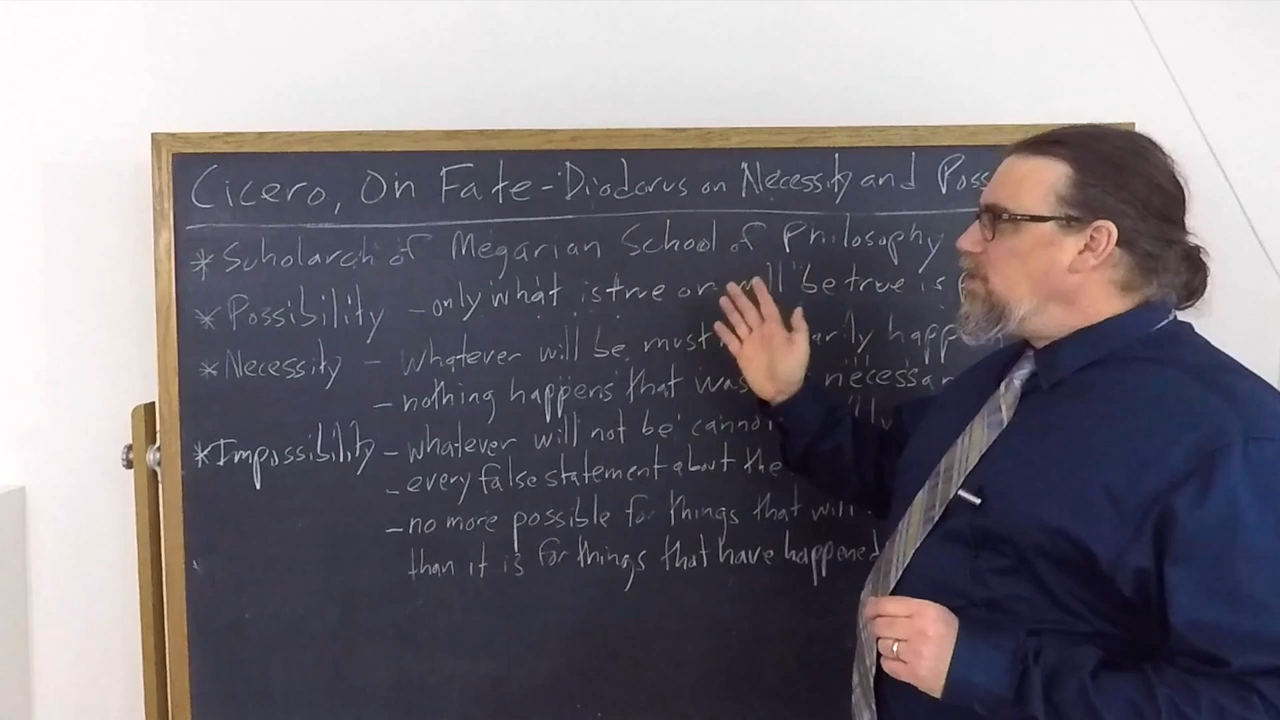 Cicero, On Fate - Diodorus on Necessity and Poss
* Scholarch of Megarian School of Philosophy
* Possibility - only what is true or will be true is
* Necessity - whatever will be must happ
- nothing happens that was necessar
* Impossibility - whatever will not be cannot
- every false statement about the
- no more possible for things that will
than it is for things that have happened